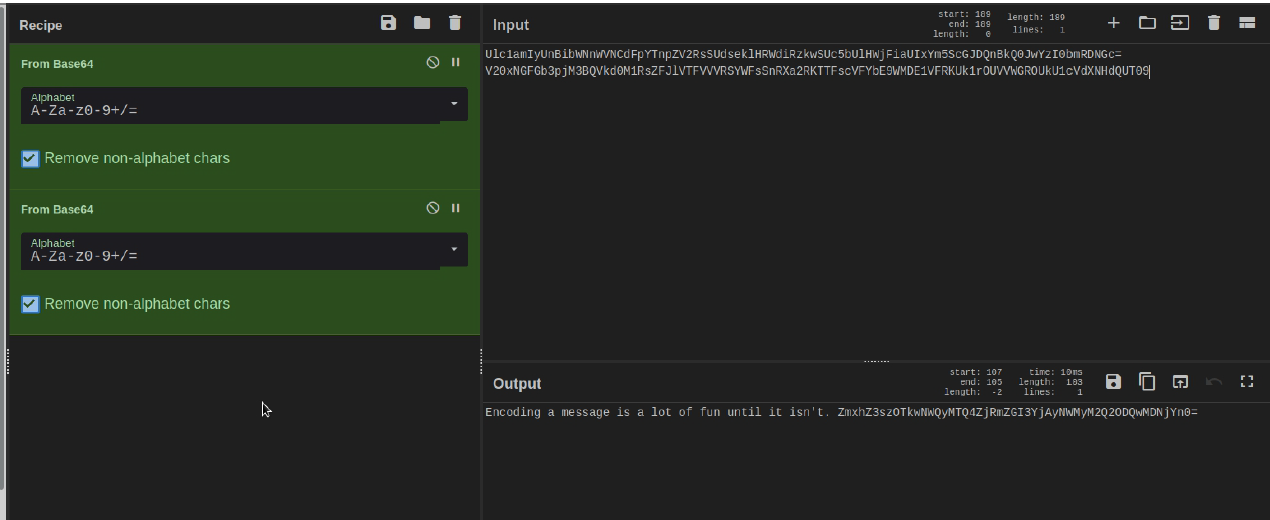 Recipe
From Base64
Alphabet
A-Za-z0-9+/=
Remove non-alphabet chars
From Base64
Alphabet
A-Za-z0-9+/=
Remove non-alphabet chars
Input
start: 189
end: 189
length: 0
length: 189
lines: 1
Ulc1amIyUnBibWNnWVNCdFpYTnpZV2RsSUdseklHRWdiRzkwSUc5bUlHWjFiaUIxYm5ScGJDQnBkQ0JwYzI0bmRDNGc=
V20xNGFGb3pjM3BQVkd0M1RsZFJlVTFVVVRSYWFsSnRXa2RKTTFscVFYbE9WMDE1VFRKUk1rOUVVWGROUkU1cVdXNHdQUT09
Output
start: 107
end: 105
length: -2
time: 10ms
length: 103
lines: 1
Encoding a message is a lot of fun until it isn't. ZmxhZ3szOTkwNWQyMTQ4ZjRmZGI3YjAyNWMyM2Q2ODQwMDNjYn0=